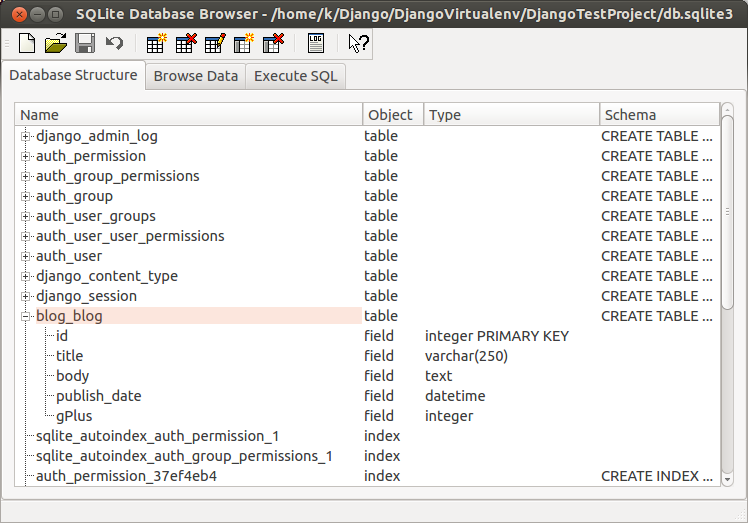 SQLite Database Browser - /home/k/Django/DjangoVirtualenv/DjangoTestProject/db.sqlite3
LOG ?
Database Structure Browse Data Execute SQL
Name Object Type Schema
django_admin_log table CREATE TABLE ...
auth_permission table CREATE TABLE ...
auth_group_permissions table CREATE TABLE ...
auth_group table CREATE TABLE ...
auth_user_groups table CREATE TABLE ...
auth_user_user_permissions table CREATE TABLE ...
auth_user table CREATE TABLE ...
django_content_type table CREATE TABLE ...
django_session table CREATE TABLE ...
blog_blog table CREATE TABLE ...
id field integer PRIMARY KEY
title field varchar(250)
body field text
publish_date field datetime
gPlus field integer
sqlite_autoindex_auth_permission_1 index
sqlite_autoindex_auth_group_permissions_1 index
auth_permission_37ef4eb4 index CREATE INDEX ...